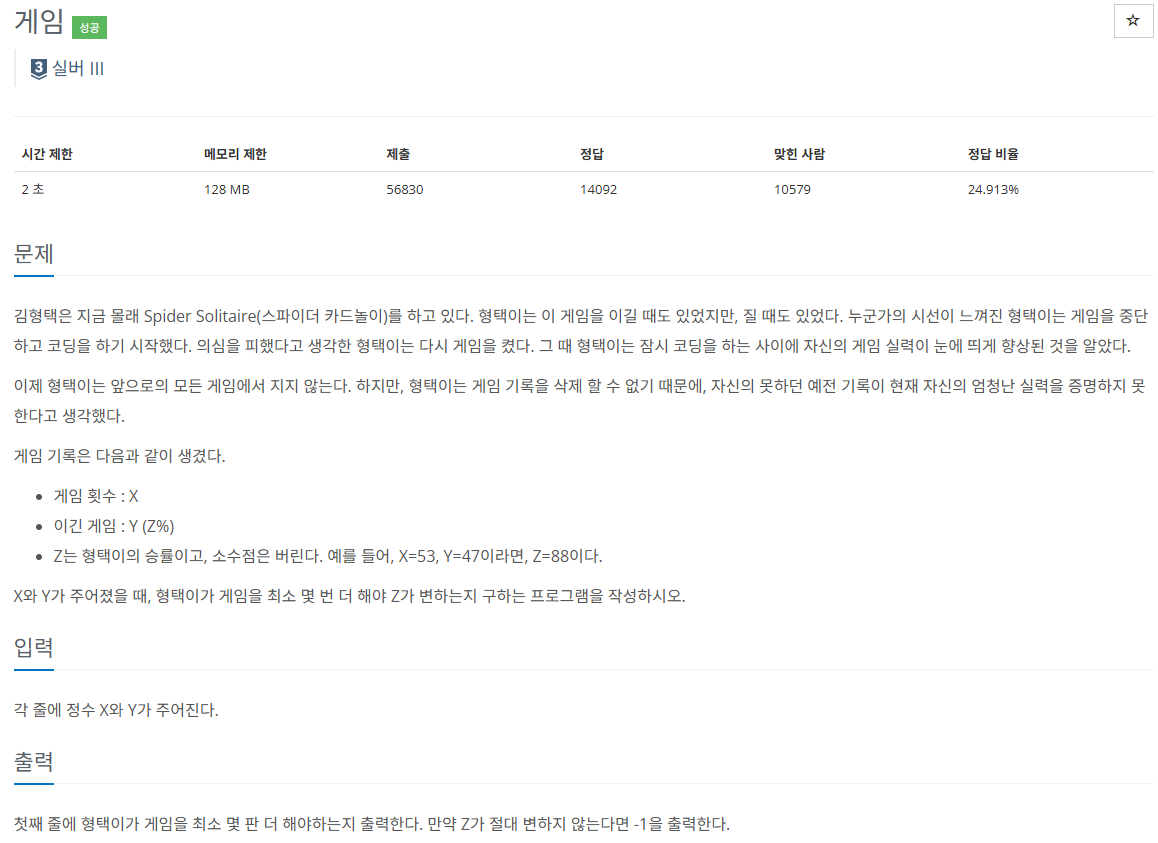 게임 성공
☆
3 실버 III
시간 제한 메모리 제한 제출 정답 맞힌 사람 정답 비율
2 초 128 MB 56830 14092 10579 24.913%
문제
김형택은 지금 몰래 Spider Solitaire(스파이더 카드놀이)를 하고 있다. 형택이는 이 게임을 이길 때도 있었지만, 질 때도 있었다. 누군가의 시선이 느껴진 형택이는 게임을 중단
하고 코딩을 하기 시작했다. 의심을 피했다고 생각한 형택이는 다시 게임을 켰다. 그 때 형택이는 잠시 코딩을 하는 사이에 자신의 게임 실력이 눈에 띄게 향상된 것을 알았다.
이제 형택이는 앞으로의 모든 게임에서 지지 않는다. 하지만, 형택이는 게임 기록을 삭제 할 수 없기 때문에, 자신의 못하던 예전 기록이 현재 자신의 엄청난 실력을 증명하지 못
한다고 생각했다.
게임 기록은 다음과 같이 생겼다.
• 게임 횟수 : X
• 이긴 게임 : Y (Z%)
• Z는 형택이의 승률이고, 소수점은 버린다. 예를 들어, X=53, Y=47이라면, Z=88이다.
X와 Y가 주어졌을 때, 형택이가 게임을 최소 몇 번 더 해야 Z가 변하는지 구하는 프로그램을 작성하시오.
입력
각 줄에 정수 X와 Y가 주어진다.
출력
첫째 줄에 형택이가 게임을 최소 몇 판 더 해야하는지 출력한다. 만약 Z가 절대 변하지 않는다면 -1을 출력한다.